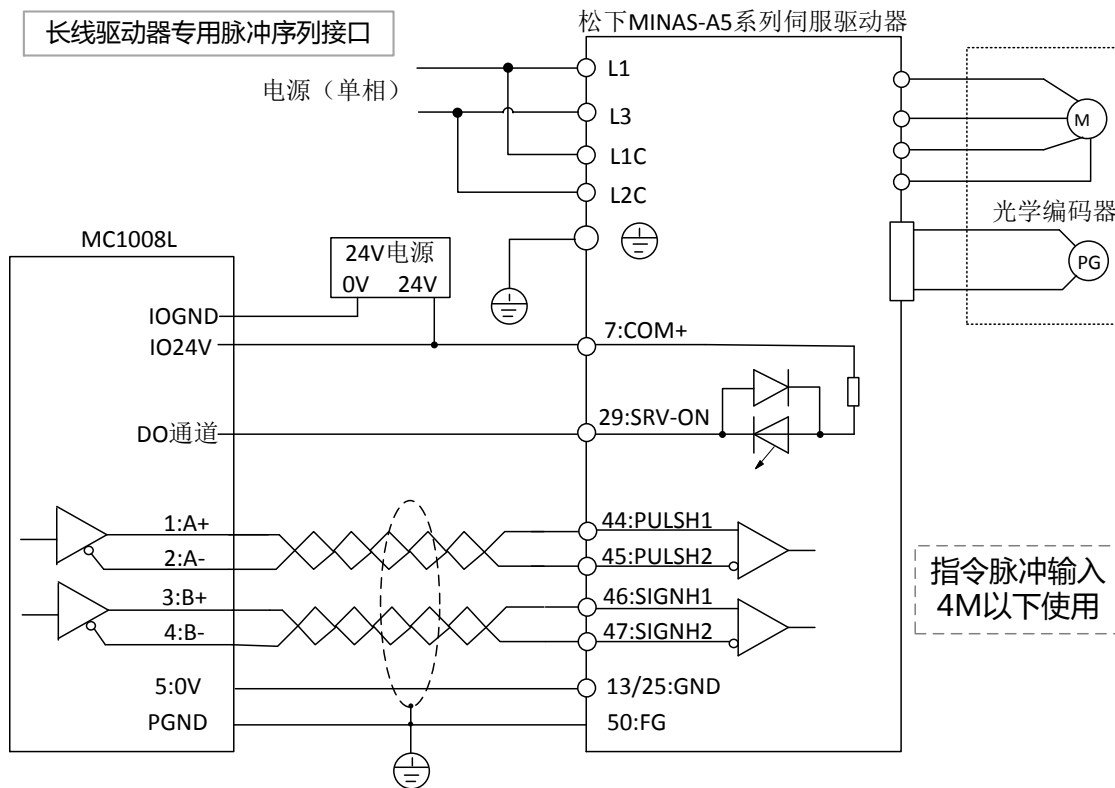 长线驱动器专用脉冲序列接口
松下MINAS-A5系列伺服驱动器
电源（单相）
L1
L3
L1C
L2C
M
光学编码器
PG
MC1008L
24V电源
0V 24V
IOGND
IO24V
7:COM+
DO通道
29:SRV-ON
1:A+
2:A-
3:B+
4:B-
44:PULSH1
45:PULSH2
46:SIGNH1
47:SIGNH2
指令脉冲输入
4M以下使用
5:0V
13/25:GND
PGND
50:FG